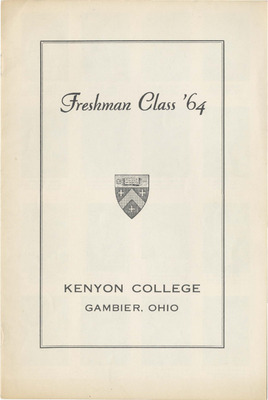 Freshman Class '64
KENYON COLLEGE
GAMBIER, OHIO